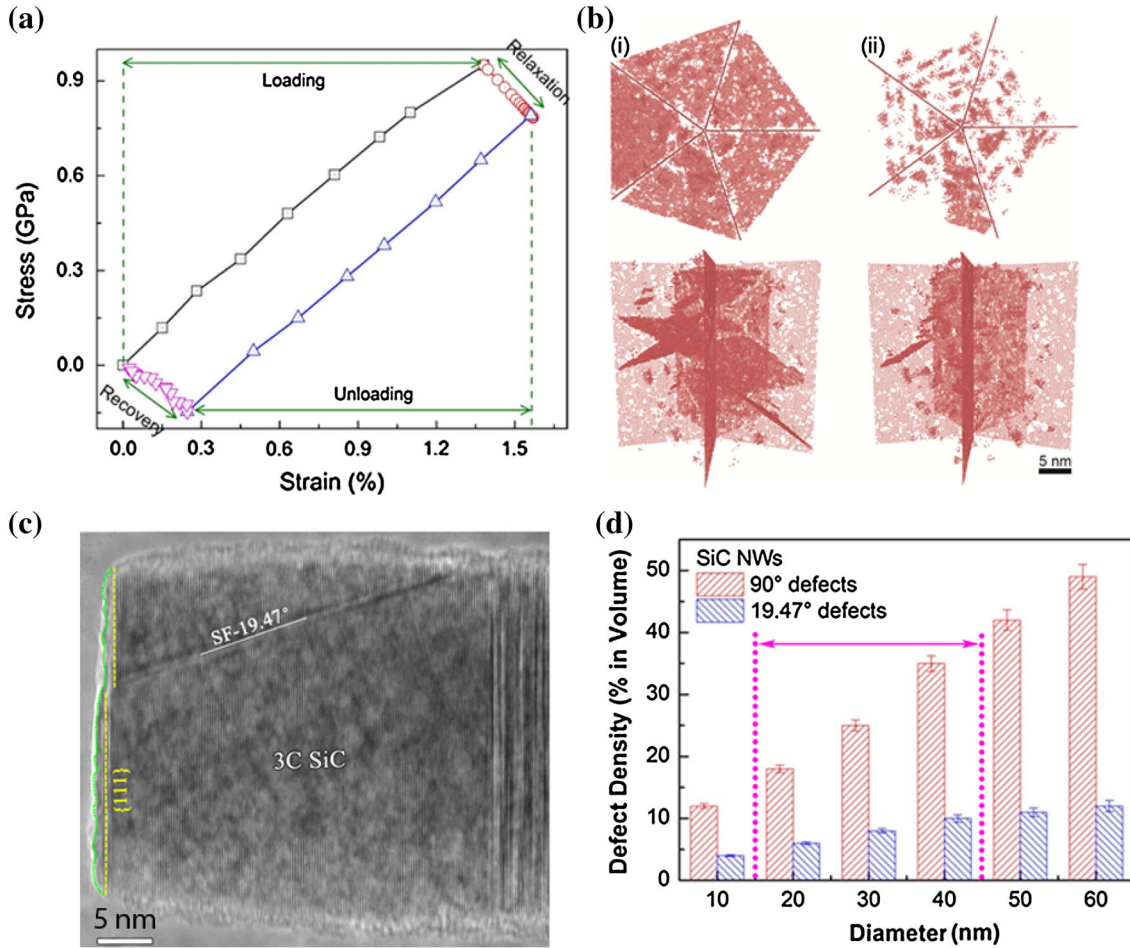 (a)
Loading
Relaxation
Recovery
Unloading
0.9
0.6
0.3
0.0
0.0 0.3 0.6 0.9 1.2 1.5
Stress (GPa)
Strain (%)
(b)
(i)
(ii)
5 nm
(c)
SF-19.47°
3C SiC
{111}
5 nm
(d)
SiC NWs
90° defects
19.47° defects
50
40
30
20
10
0
10 20 30 40 50 60
Defect Density (% in Volume)
Diameter (nm)